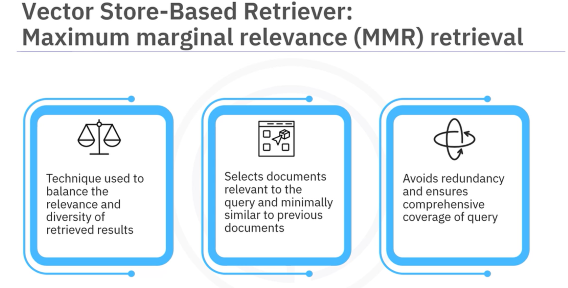 Vector Store-Based Retriever:
Maximum marginal relevance (MMR) retrieval
Technique used to
balance the
relevance and
diversity of
retrieved results
Selects documents
relevant to the
query and minimally
similar to previous
documents
Avoids redundancy
and ensures
comprehensive
coverage of query